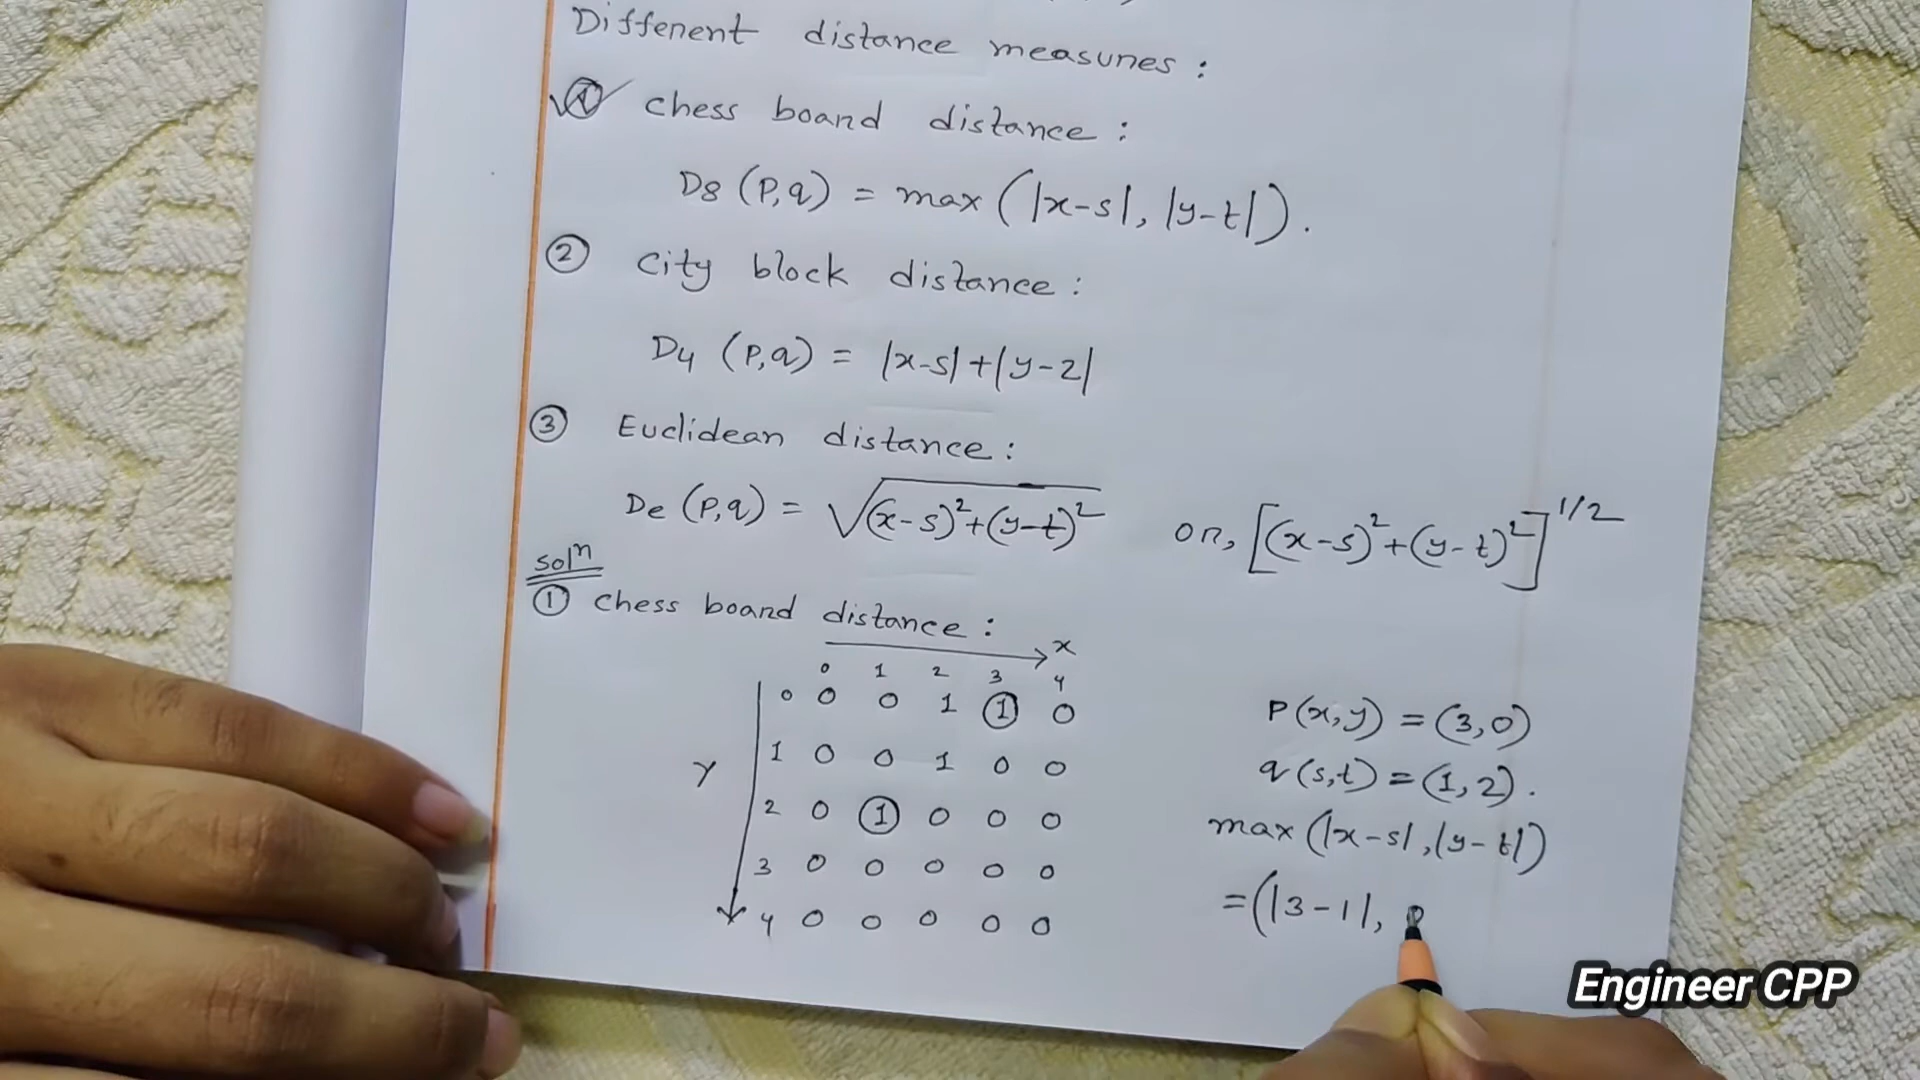 Different distance measures:
① chess board distance:
D8 (P,q) = max (|x-s|, |y-t|).
② City block distance:
D4 (P,q) = |x-s|+|y-2|
③ Euclidean distance:
De (P,q) = √(x-s)²+(y-t)² or, [(x-s)²+(y-t)²]^1/2
solⁿ
① chess board distance:
x
0 1 2 3 4
0 0 0 1 1 0
1 0 0 1 0 0
Y
2 0 1 0 0 0
3 0 0 0 0 0
4 0 0 0 0 0
P(x,y) = (3,0)
q(s,t) = (1,2).
max (|x-s|,|y-t|)
=(|3-1|,
Engineer CPP